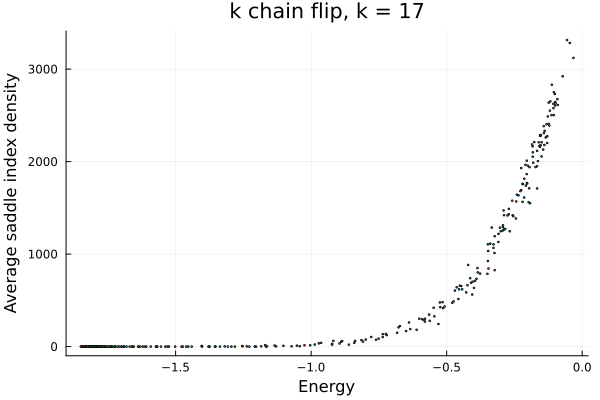 k chain flip, k = 17
Average saddle index density
3000
2000
1000
0
−1.5
−1.0
−0.5
0.0
Energy